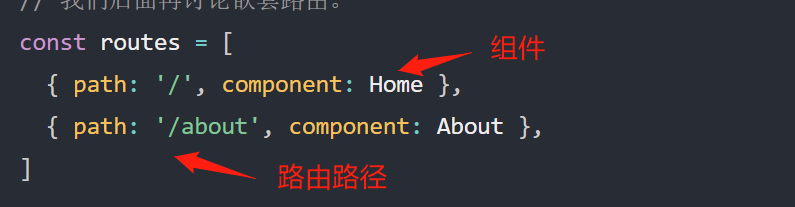 // 我们后面再讨论嵌套路由。
const routes = [
组件
{ path: '/', component: Home },
{ path: '/about', component: About },
]
路由路径